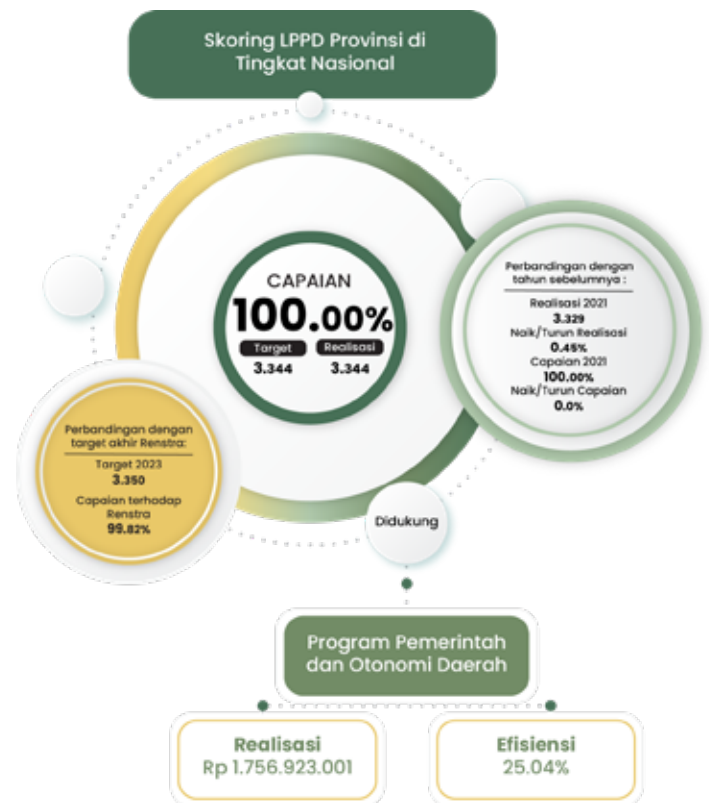 Skoring LPPD Provinsi di
Tingkat Nasional
CAPAIAN
100.00%
Target
Realisasi
3.344
3.344
Perbandingan dengan
tahun sebelumnya :
Realisasi 2021
3.329
Naik/Turun Realisasi
0.45%
Capaian 2021
100.00%
Naik/Turun Capaian
0.0%
Perbandingan dengan
target akhir Renstra:
Target 2023
3.350
Capaian terhadap
Renstra
99.82%
Didukung
Program Pemerintah
dan Otonomi Daerah
Realisasi
Rp 1.756.923.001
Efisiensi
25.04%